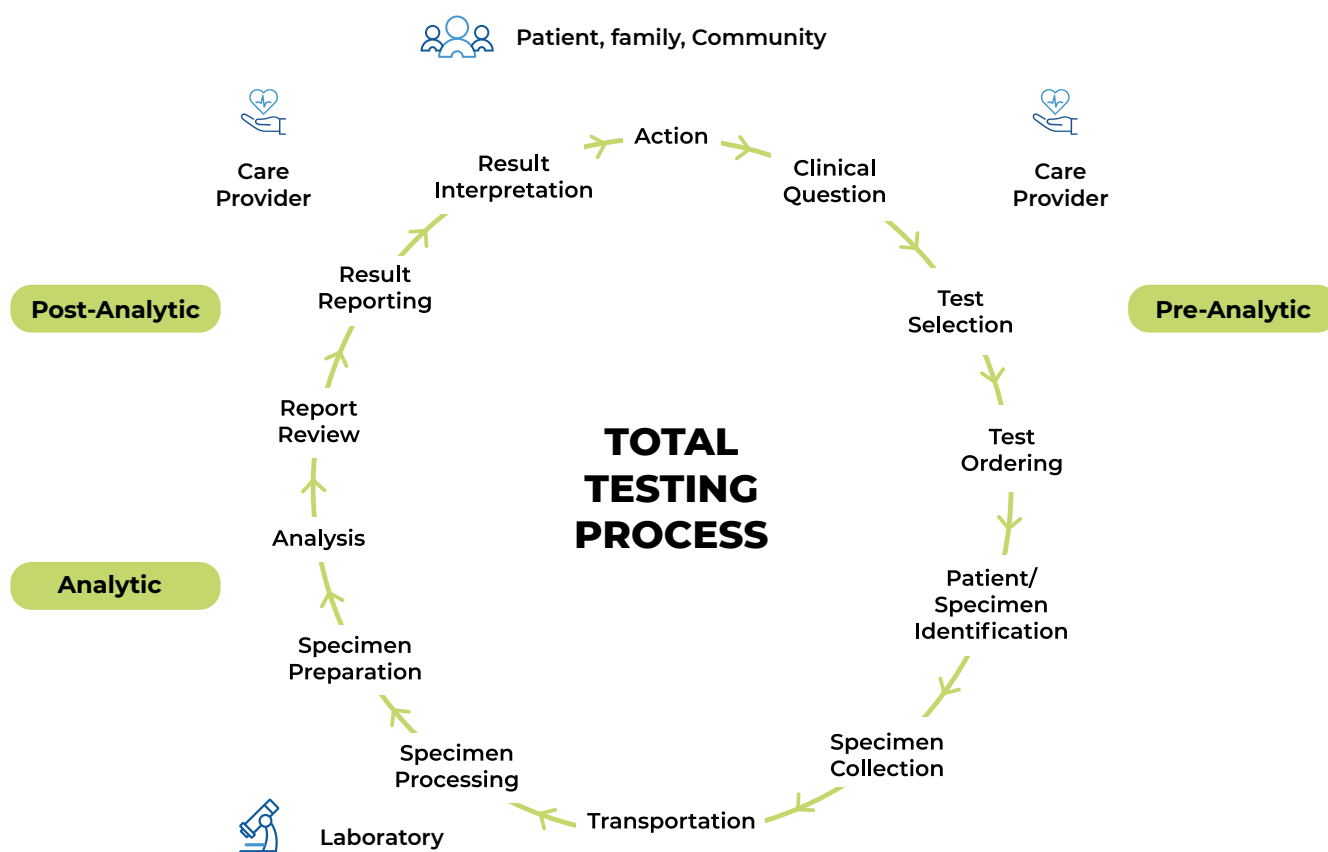 Patient, family, Community
Care
Provider
Care
Provider
Action
Clinical
Question
Test
Selection
Test
Ordering
Patient/
Specimen
Identification
Specimen
Collection
Transportation
Specimen
Processing
Specimen
Preparation
Analysis
Report
Review
Result
Reporting
Result
Interpretation
Post-Analytic
Pre-Analytic
Analytic
TOTAL
TESTING
PROCESS
Laboratory